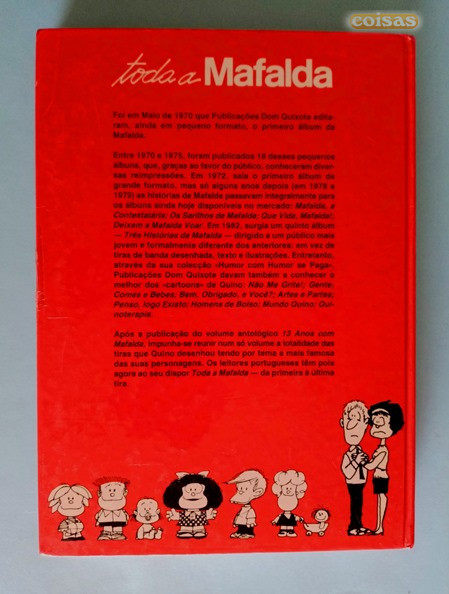 coisas
toda a Mafalda
Foi em Maio de 1970 que Publicações Dom Quixote edita-
ram, ainda em pequeno formato, o primeiro álbum da
Mafalda.
Entre 1970 e 1975, foram publicados 16 desses pequenos
álbuns, que, graças ao favor do público, conheceram diver-
sas reimpressões. Em 1972, saía o primeiro álbum de
grande formato, mas só alguns anos depois (em 1978 e
1979) as histórias de Mafalda passavam integralmente para
os álbuns ainda hoje disponíveis no mercado: Mafalda, a
Contestatária; Os Sarilhos de Mafalda; Que Vida, Mafalda!;
Deixem a Mafalda Voar. Em 1982, surgia um quinto álbum
— Três Histórias da Mafalda — dirigido a um público mais
jovem e formalmente diferente dos anteriores: em vez de
tiras de banda desenhada, texto e ilustrações. Entretanto,
através da sua colecção «Humor com Humor se Paga»
Publicações Dom Quixote davam também a conhecer o
melhor dos «cartoons» de Quino: Não Me Grite!; Gente;
Comes e Bebes; Bem, Obrigado, e Você?; Artes e Partes;
Penso, logo Existo; Homens de Bolso; Mundo Quino; Qui-
noterapia.
Após a publicação do volume antológico 13 Anos com
Mafalda, impunha-se reunir num só volume a totalidade das
tiras que Quino desenhou tendo por tema a mais famosa
das suas personagens. Os leitores portugueses têm pois
agora ao seu dispor Toda a Mafalda — da primeira à última
tira.